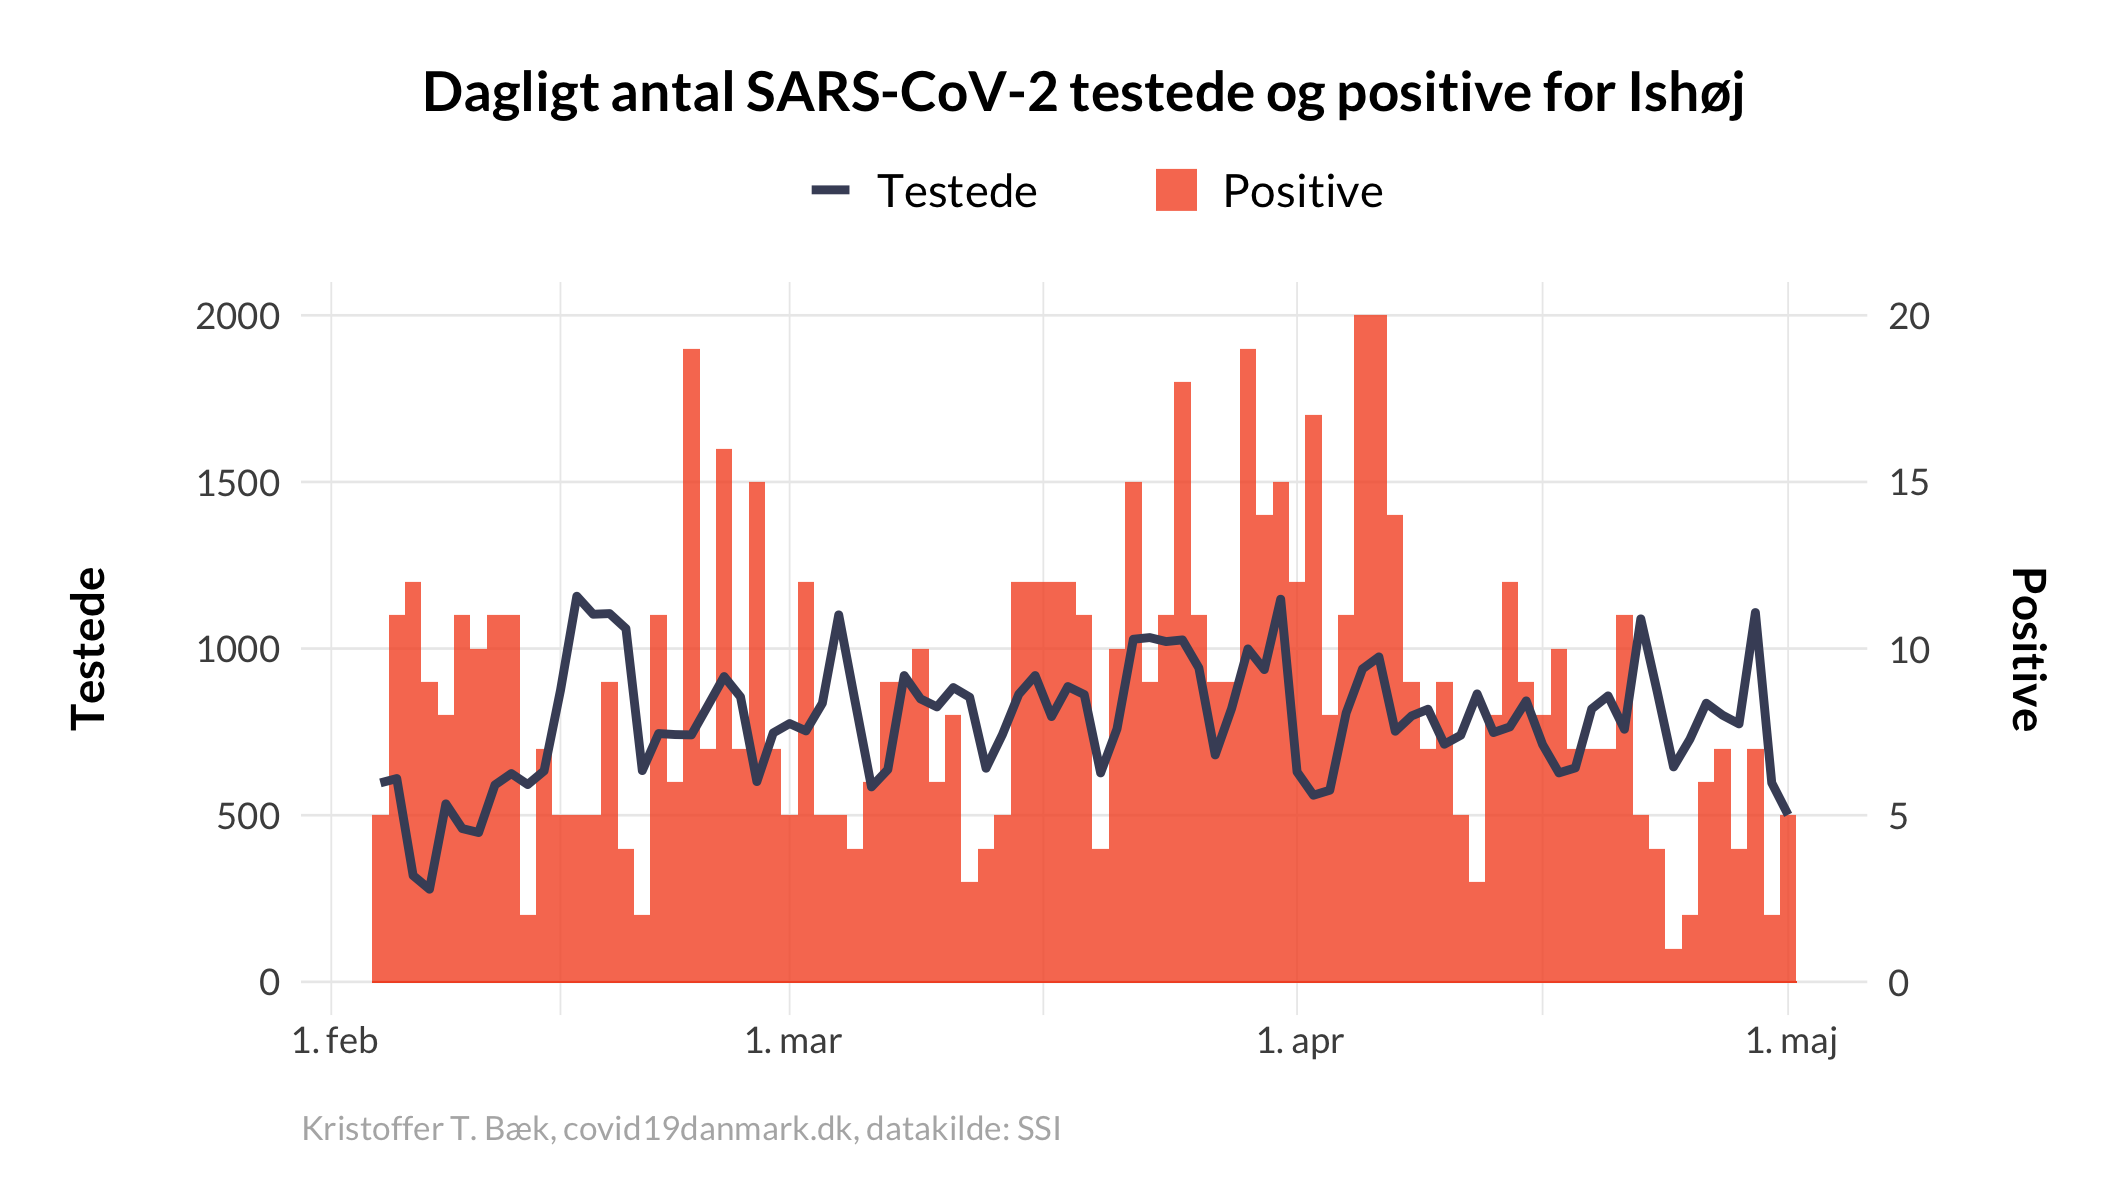 Dagligt antal SARS-CoV-2 testede og positive for Ishøj
Testede
Positive
2000
1500
1000
500
0
Testede
20
15
10
5
0
Positive
1. feb
1. mar
1. apr
1. maj
Kristoffer T. Bæk, covid19danmark.dk, datakilde: SSI